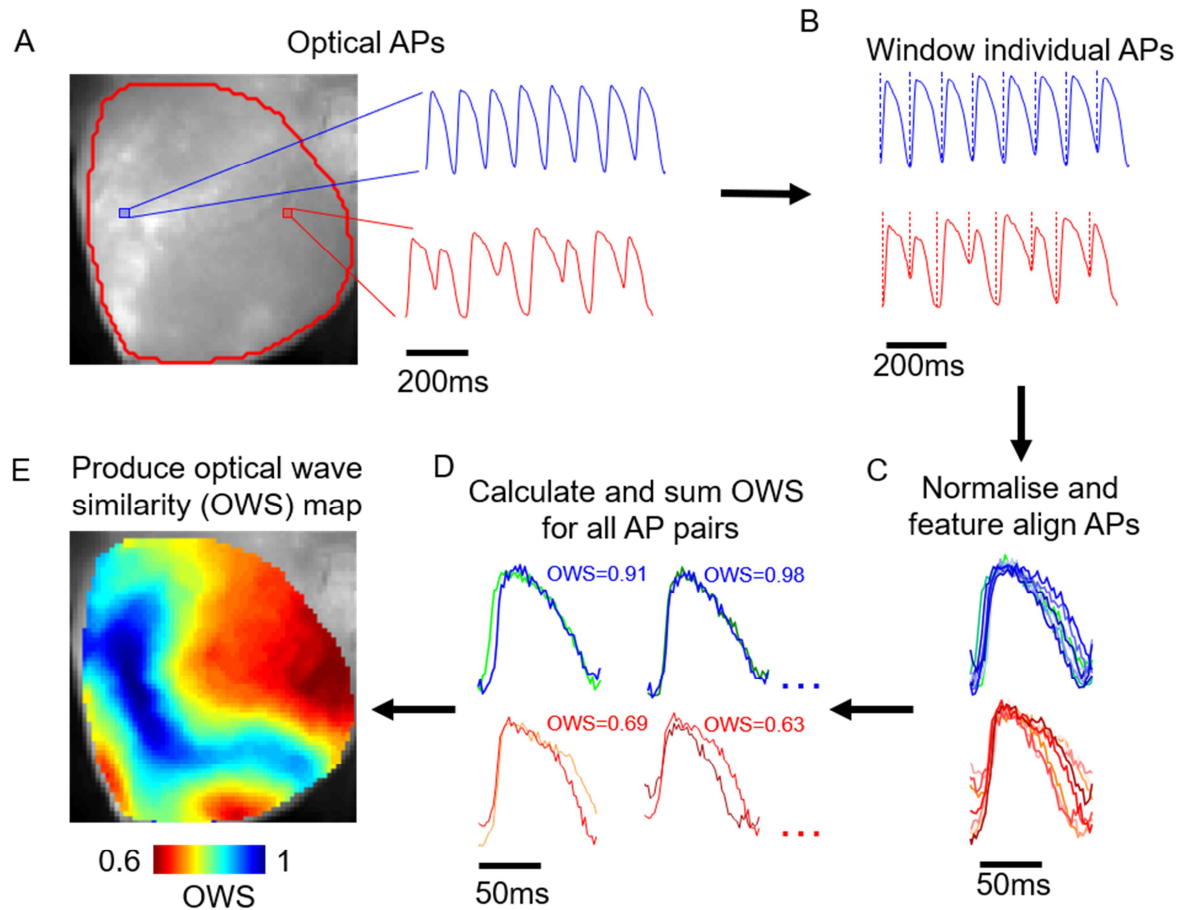 A
Optical APs
200ms
B
Window individual APs
200ms
C
Normalise and
feature align APs
50ms
D
Calculate and sum OWS
for all AP pairs
OWS=0.91
OWS=0.98
...
OWS=0.69
OWS=0.63
...
50ms
E
Produce optical wave
similarity (OWS) map
0.6
1
OWS